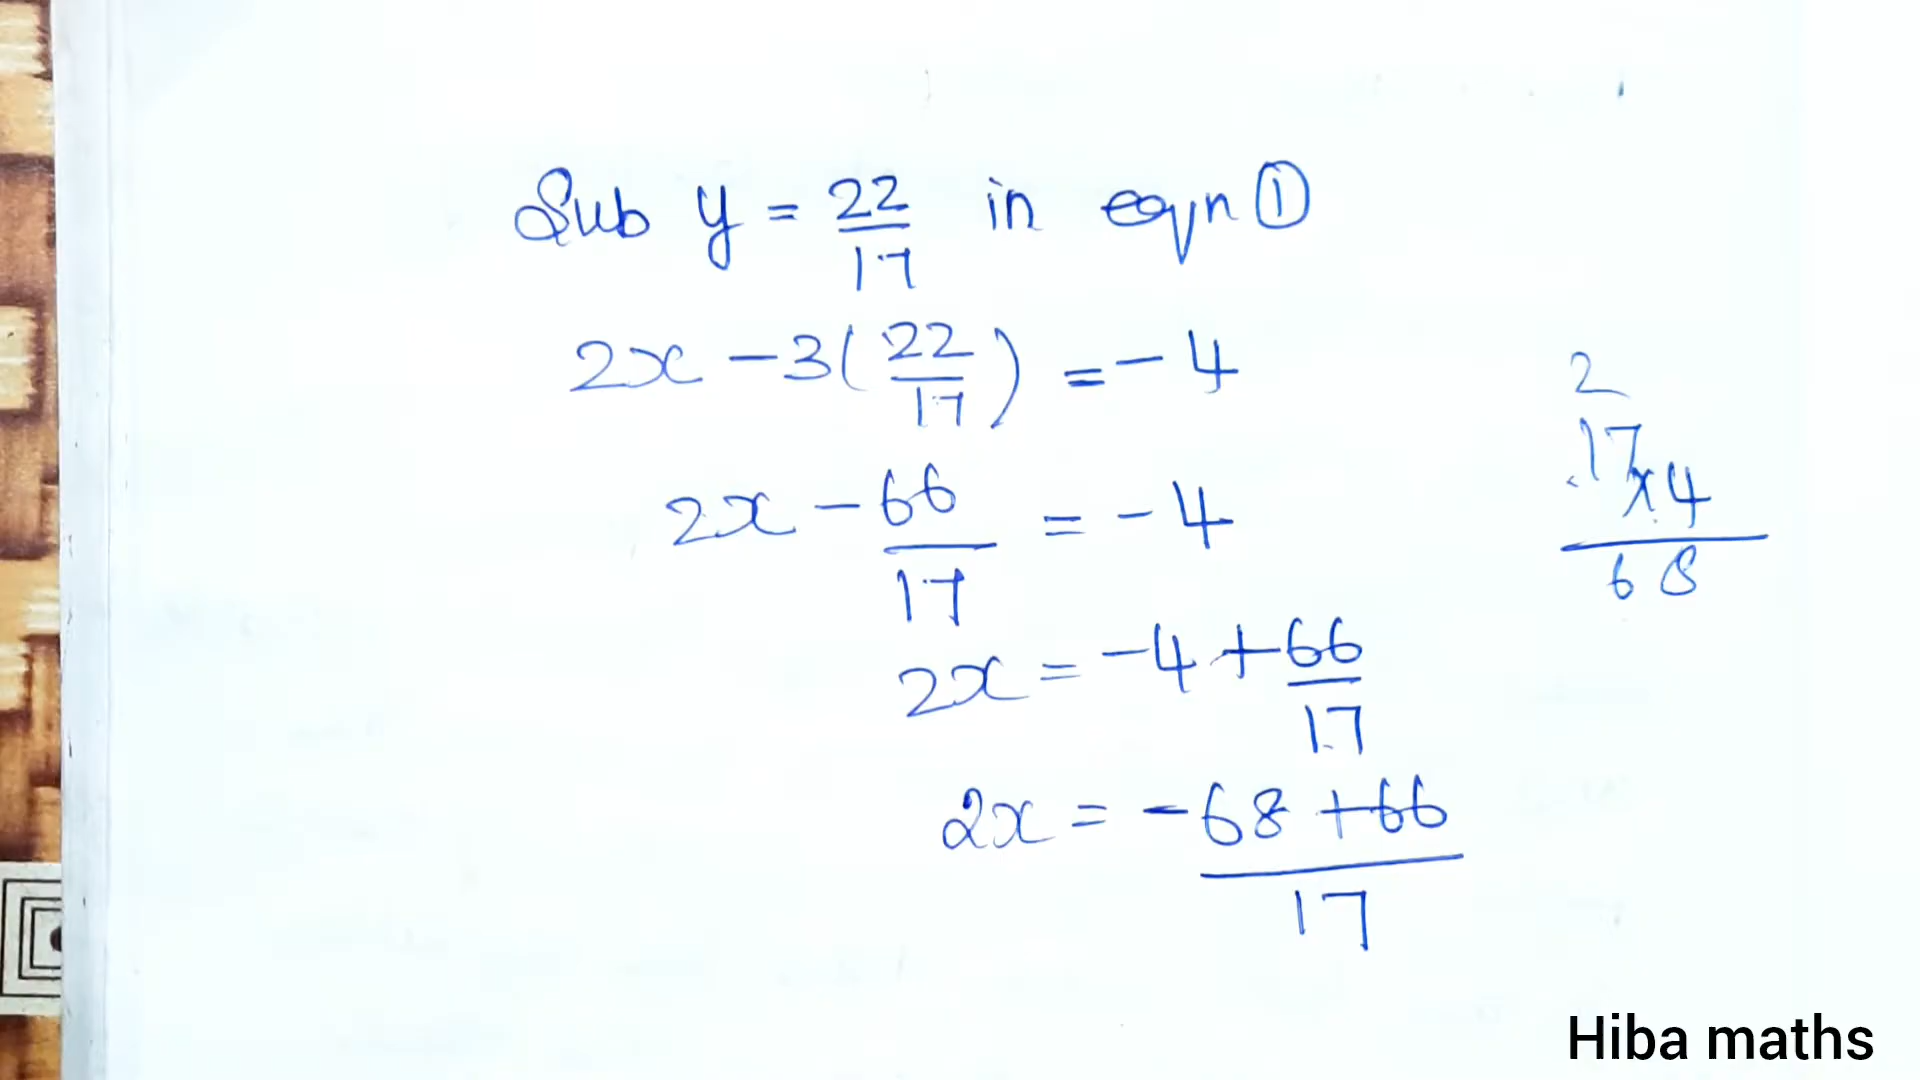 Sub y = 22/17 in eqn ①
2x - 3(22/17) = - 4
2x - 66/17 = - 4
2x = -4 + 66/17
2x = -68 + 66/17
2
17
x4
68
Hiba maths